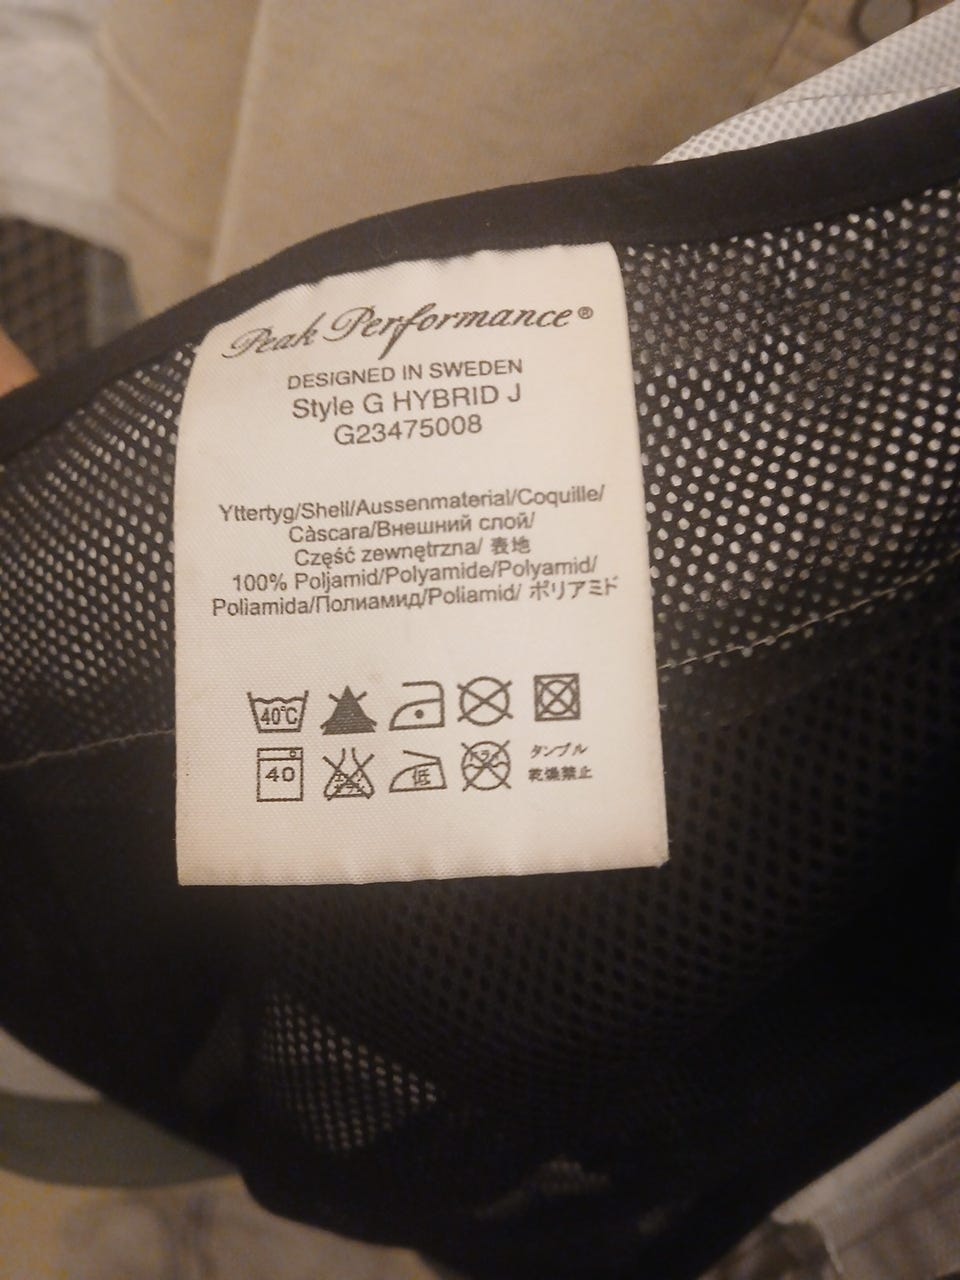 Peak Performance®
DESIGNED IN SWEDEN
Style G HYBRID J
G23475008
Yttertyg/Shell/Aussenmaterial/Coquille/
Càscara/Внешний слой/
Część zewnętrzna/ 表地
100% Poljamid/Polyamide/Polyamid/
Poliamida/Полиамид/Poliamid/ ポリアミド
40°C
40 低 タンブル
乾燥禁止